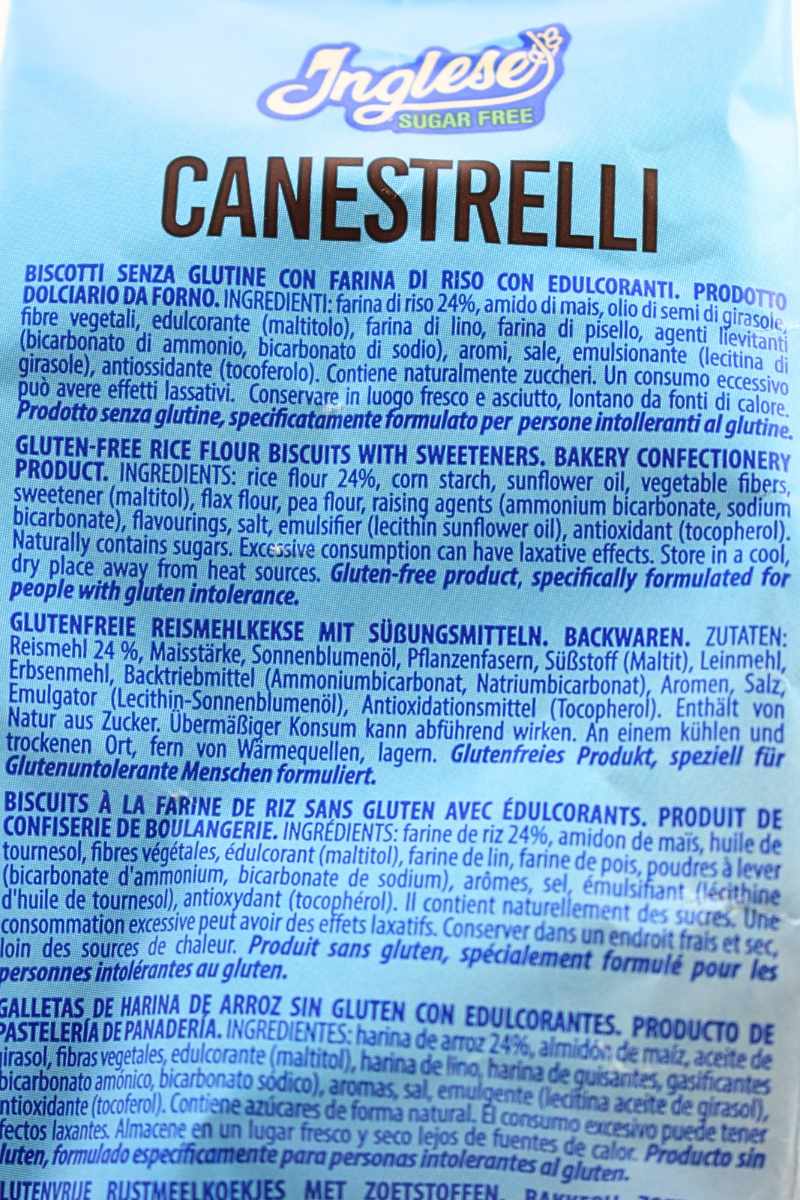 Inglese
SUGAR FREE
CANESTRELLI
BISCOTTI SENZA GLUTINE CON FARINA DI RISO CON EDULCORANTI. PRODOTTO
DOLCIARIO DA FORNO. INGREDIENTI: farina di riso 24%, amido di mais, olio di semi di girasole,
fibre vegetali, edulcorante (maltitolo), farina di lino, farina di pisello, agenti lievitanti
(bicarbonato di ammonio, bicarbonato di sodio), aromi, sale, emulsionante (lecitina di
girasole), antiossidante (tocoferolo). Contiene naturalmente zuccheri. Un consumo eccessivo
può avere effetti lassativi. Conservare in luogo fresco e asciutto, lontano da fonti di calore.
Prodotto senza glutine, specificatamente formulato per persone intolleranti al glutine.
GLUTEN-FREE RICE FLOUR BISCUITS WITH SWEETENERS. BAKERY CONFECTIONERY
PRODUCT. INGREDIENTS: rice flour 24%, corn starch, sunflower oil, vegetable fibers,
sweetener (maltitol), flax flour, pea flour, raising agents (ammonium bicarbonate, sodium
bicarbonate), flavourings, salt, emulsifier (lecithin sunflower oil), antioxidant (tocopherol).
Naturally contains sugars. Excessive consumption can have laxative effects. Store in a cool,
dry place away from heat sources. Gluten-free product, specifically formulated for
people with gluten intolerance.
GLUTENFREIE REISMEHLKEKSE MIT SÜßUNGSMITTELN. BACKWAREN. ZUTATEN:
Reismehl 24 %, Maisstärke, Sonnenblumenöl, Pflanzenfasern, Süßstoff (Maltit), Leinmehl,
Erbsenmehl, Backtriebmittel (Ammoniumbicarbonat, Natriumbicarbonat), Aromen, Salz,
Emulgator (Lecithin-Sonnenblumenöl), Antioxidationsmittel (Tocopherol). Enthält von
Natur aus Zucker. Übermäßiger Konsum kann abführend wirken. An einem kühlen und
trockenen Ort, fern von Wärmequellen, lagern. Glutenfreies Produkt, speziell für
Glutenuntolerante Menschen formuliert.
BISCUITS À LA FARINE DE RIZ SANS GLUTEN AVEC ÉDULCORANTS. PRODUIT DE
CONFISERIE DE BOULANGERIE. INGRÉDIENTS: farine de riz 24%, amidon de maïs, huile de
tournesol, fibres végétales, édulcorant (maltitol), farine de lin, farine de pois, poudres à lever
(bicarbonate d'ammonium, bicarbonate de sodium), arômes, sel, émulsifiant (lécithine
d'huile de tournesol), antioxydant (tocophérol). Il contient naturellement des sucres. Une
consommation excessive peut avoir des effets laxatifs. Conserver dans un endroit frais et sec,
loin des sources de chaleur. Produit sans gluten, spécialement formulé pour les
personnes intolérantes au gluten.
GALLETAS DE HARINA DE ARROZ SIN GLUTEN CON EDULCORANTES. PRODUCTO DE
PASTELERÍA DE PANADERÍA. INGREDIENTES: harina de arroz 24%, almidón de maíz, aceite de
girasol, fibras vegetales, edulcorante (maltitol), harina de lino, harina de guisantes, gasificantes
bicarbonato amónico, bicarbonato sódico), aromas, sal, emulgente (lecitina aceite de girasol),
ntioxidante (tocoferol). Contiene azúcares de forma natural. El consumo excesivo puede tener
fectos laxantes. Almacene en un lugar fresco y seco lejos de fuentes de calor. Producto sin
luten, formulado específicamente para personas intolerantes al gluten.
LUTENVRIJE RIJSTMEELKOEKJES MET ZOETSTOFFEN. BAKKERIJ